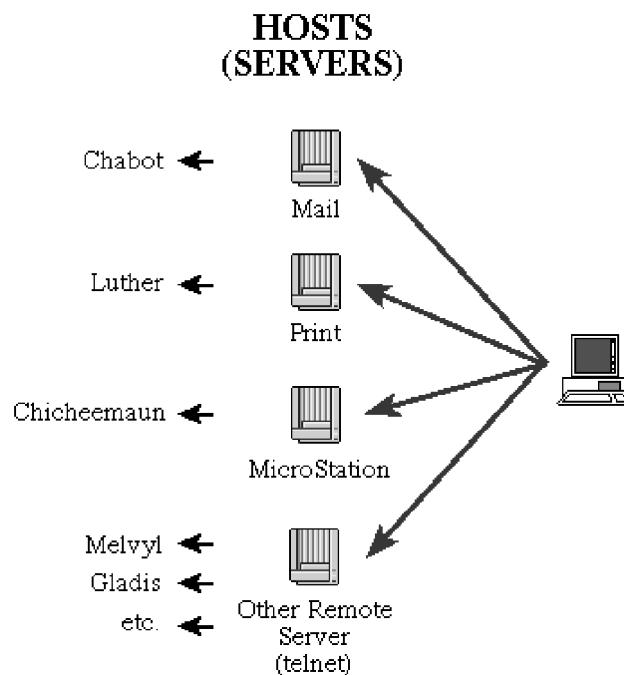 HOSTS
(SERVERS)
Chabot
Mail
Luther
Print
Chicheemaun
MicroStation
Melvyl
Gladis
etc.
Other Remote
Server
(telnet)